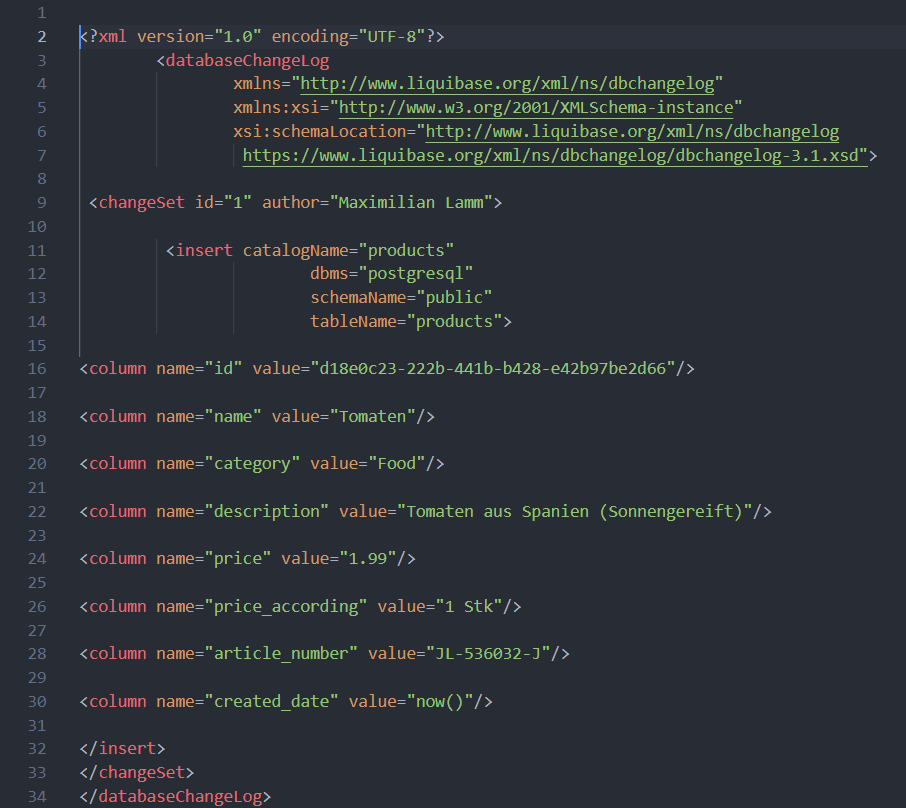 1
2 <?xml version="1.0" encoding="UTF-8"?>
3 <databaseChangeLog
4 xmlns="http://www.liquibase.org/xml/ns/dbchangelog"
5 xmlns:xsi="http://www.w3.org/2001/XMLSchema-instance"
6 xsi:schemaLocation="http://www.liquibase.org/xml/ns/dbchangelog
7 https://www.liquibase.org/xml/ns/dbchangelog/dbchangelog-3.1.xsd">
8
9 <changeSet id="1" author="Maximilian Lamm">
10
11 <insert catalogName="products"
12 dbms="postgresql"
13 schemaName="public"
14 tableName="products">
15
16 <column name="id" value="d18e0c23-222b-441b-b428-e42b97be2d66"/>
17
18 <column name="name" value="Tomaten"/>
19
20 <column name="category" value="Food"/>
21
22 <column name="description" value="Tomaten aus Spanien (Sonnengereift)"/>
23
24 <column name="price" value="1.99"/>
25
26 <column name="price_according" value="1 Stk"/>
27
28 <column name="article_number" value="JL-536032-J"/>
29
30 <column name="created_date" value="now()"/>
31
32 </insert>
33 </changeSet>
34 </databaseChangeLog>